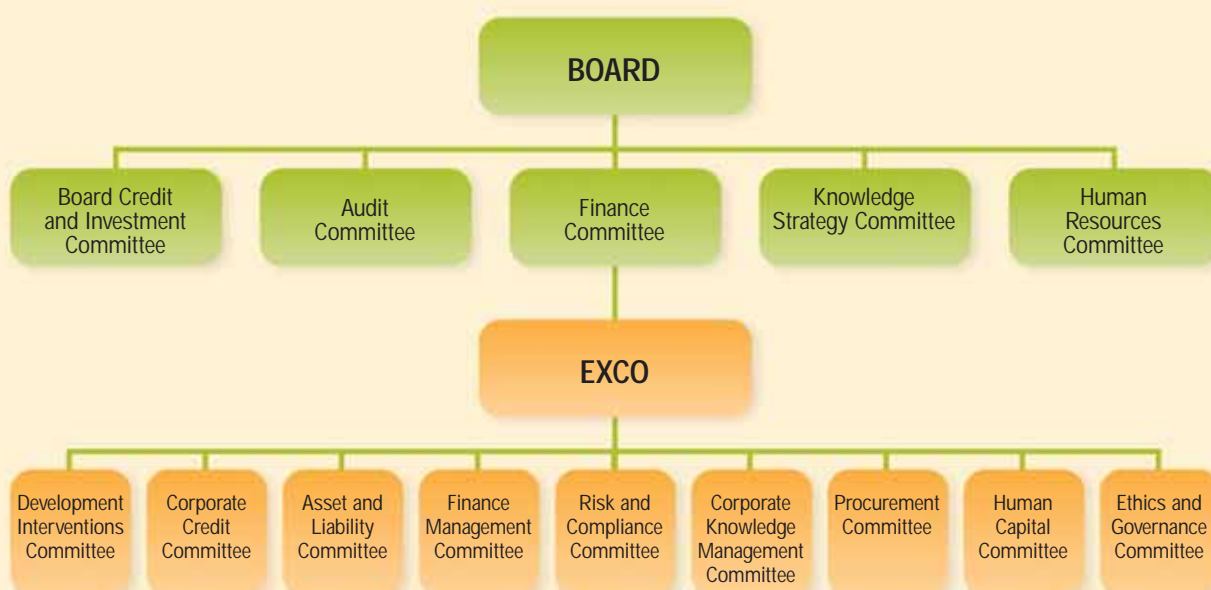 BOARD
Board Credit
and Investment
Committee
Audit
Committee
Finance
Committee
Knowledge
Strategy Committee
Human
Resources
Committee
EXCO
Development
Interventions
Committee
Corporate
Credit
Committee
Asset and
Liability
Committee
Finance
Management
Committee
Risk and
Compliance
Committee
Corporate
Knowledge
Management
Committee
Procurement
Committee
Human
Capital
Committee
Ethics and
Governance
Committee